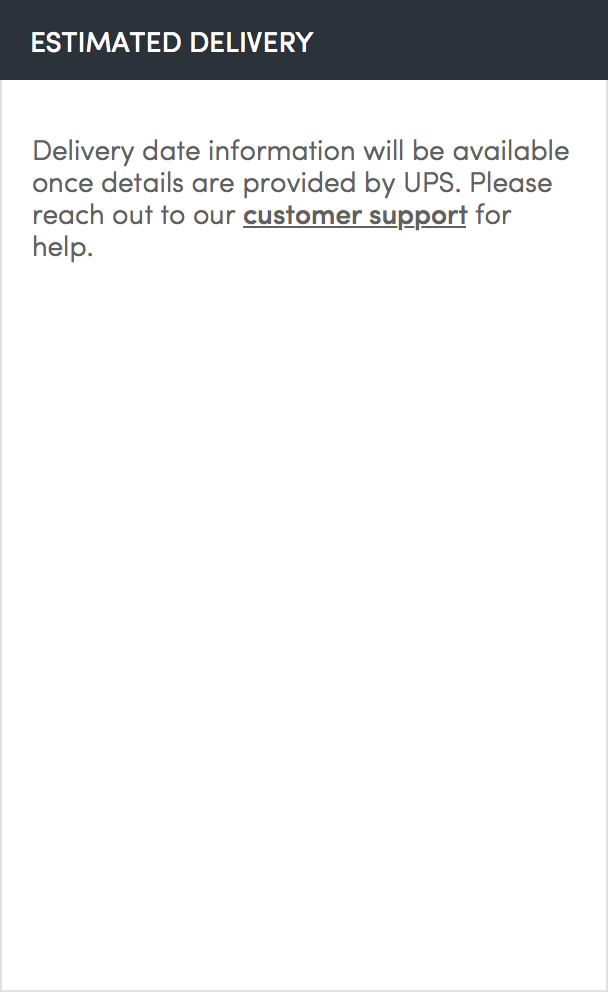 ESTIMATED DELIVERY
Delivery date information will be available
once details are provided by UPS. Please
reach out to our customer support for
help.